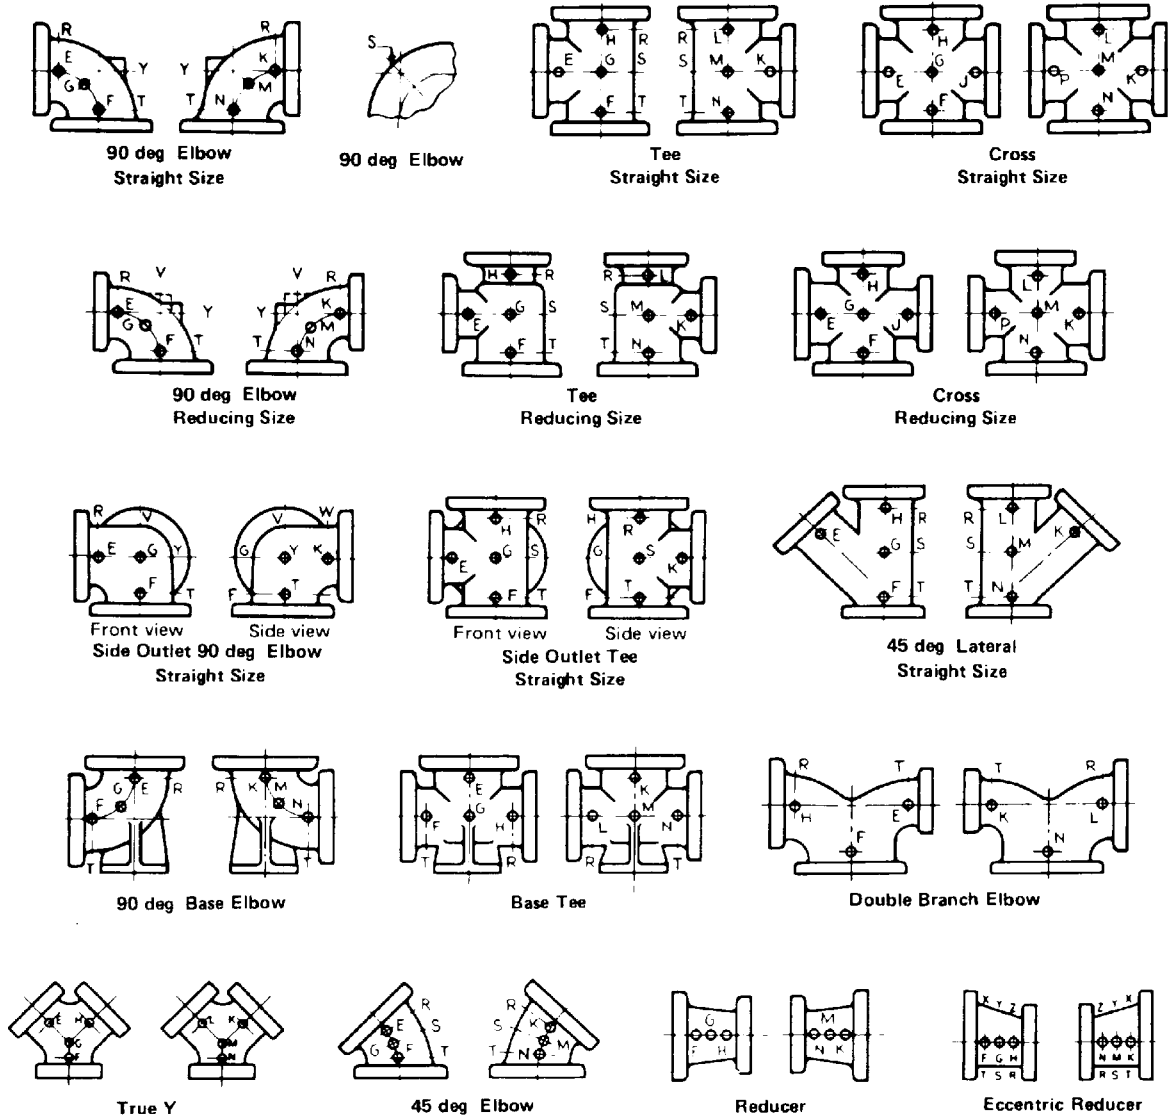 R R S H R R L H L
E Y Y K E G S S M K E G J P M K
G F T T N M F T T N F N
90 deg Elbow
Straight Size
90 deg Elbow
Tee
Straight Size
Cross
Straight Size
R V V R H R R L H L
E Y Y K G S S M G M
G F T T N M E F T T N K E F J P N K
90 deg Elbow
Reducing Size
Tee
Reducing Size
Cross
Reducing Size
R V V W H R H R H R R L
E G Y G Y K E G S G S K E G S S M K
F T F T F T F T F T T N
Front view Side view
Side Outlet 90 deg Elbow
Straight Size
Front view Side view
Side Outlet Tee
Straight Size
45 deg Lateral
Straight Size
G E R R K M E K R T T R
F N F G H L M N H E K L
T T T R R T F N
90 deg Base Elbow
Base Tee
Double Branch Elbow
E H L K R R G M X Y Z Z Y X
G M E S S K F H N K F G H N M K
F N G F T T N M T S R R S T
True Y
45 deg Elbow
Reducer
Eccentric Reducer